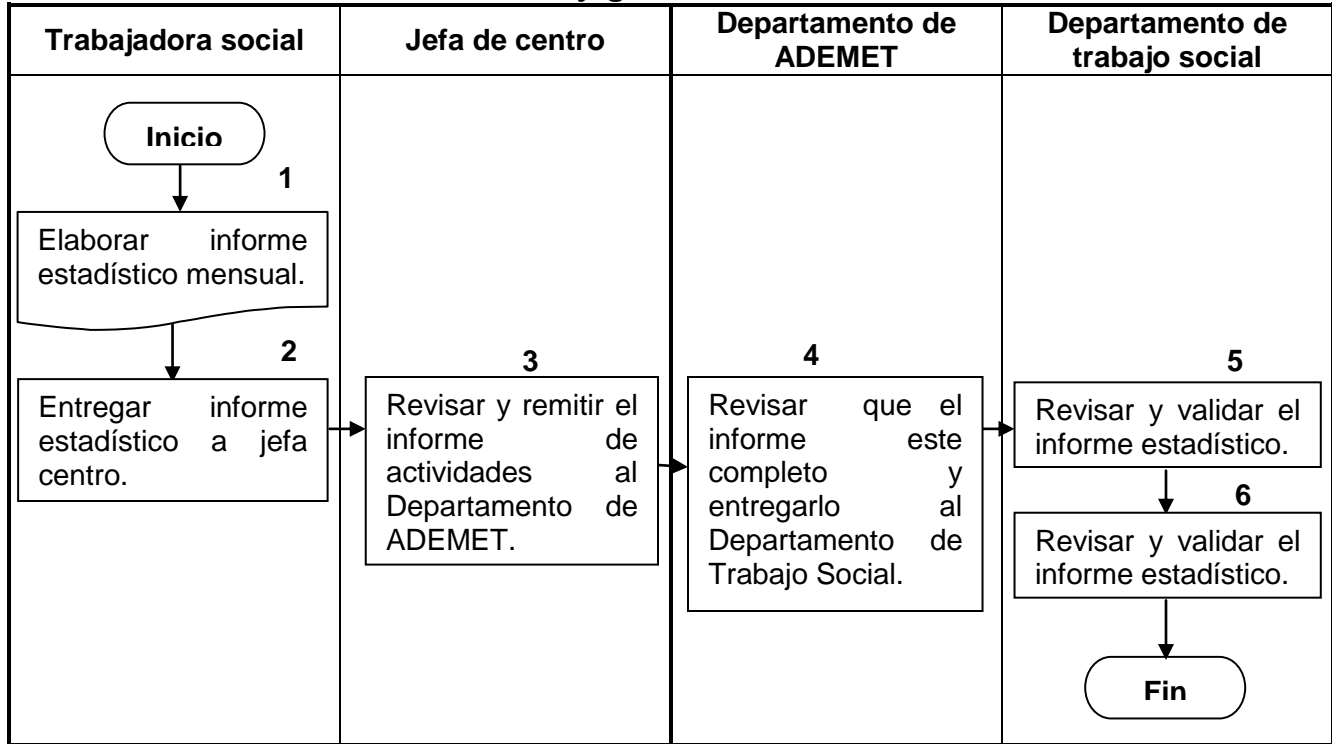 Trabajadora social
Jefa de centro
Departamento de
ADEMET
Departamento de
trabajo social
Inicio
1
Elaborar informe
estadístico mensual.
2
Entregar informe
estadístico a jefa
centro.
3
Revisar y remitir el
informe de
actividades al
Departamento de
ADEMET.
4
Revisar que el
informe este
completo y
entregarlo al
Departamento de
Trabajo Social.
5
Revisar y validar el
informe estadístico.
6
Revisar y validar el
informe estadístico.
Fin